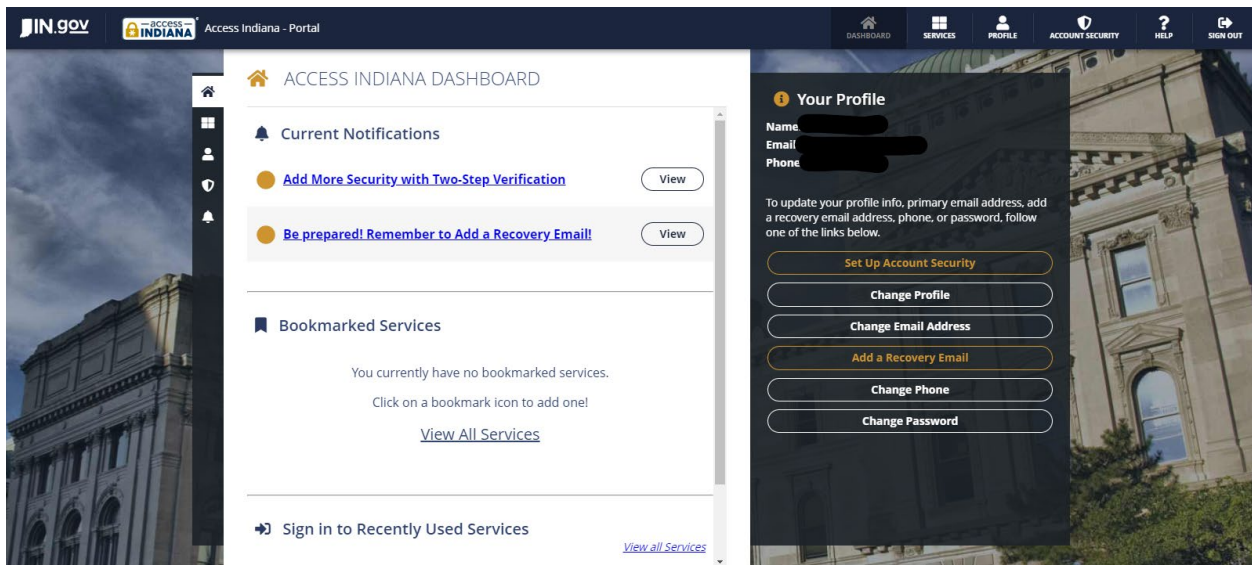 IN.gov
access INDIANA
Access Indiana - Portal
DASHBOARD
SERVICES
PROFILE
ACCOUNT SECURITY
? HELP
SIGN OUT
ACCESS INDIANA DASHBOARD
Current Notifications
Add More Security with Two-Step Verification
View
Be prepared! Remember to Add a Recovery Email!
View
Bookmarked Services
You currently have no bookmarked services.
Click on a bookmark icon to add one!
View All Services
Sign in to Recently Used Services
View all Services
Your Profile
Name
Email
Phone
To update your profile info, primary email address, add
a recovery email address, phone, or password, follow
one of the links below.
Set Up Account Security
Change Profile
Change Email Address
Add a Recovery Email
Change Phone
Change Password